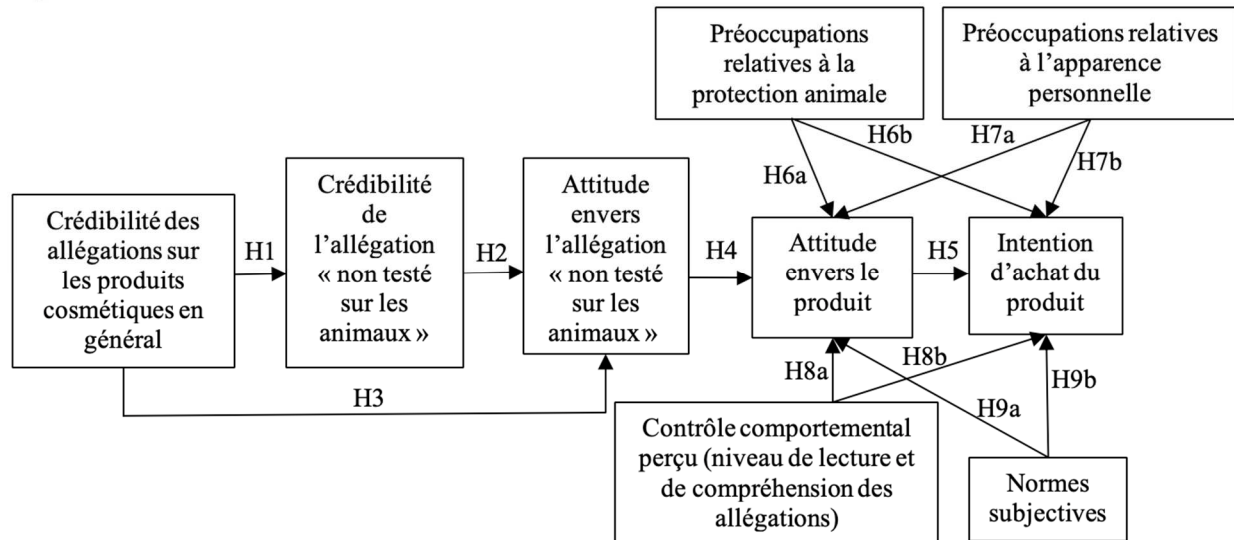 Préoccupations
relatives à la
protection animale
Préoccupations relatives
à l'apparence
personnelle
H6b
H7a
H6a
H7b
Crédibilité des
allégations sur
les produits
cosmétiques en
général
H1
Crédibilité
de
l'allégation
« non testé
sur les
animaux »
H2
Attitude
envers
l'allégation
« non testé
sur les
animaux »
H4
Attitude
envers le
produit
H5
Intention
d'achat du
produit
H3
H8a
H8b
H9a
H9b
Contrôle comportemental
perçu (niveau de lecture et
de compréhension des
allégations)
Normes
subjectives